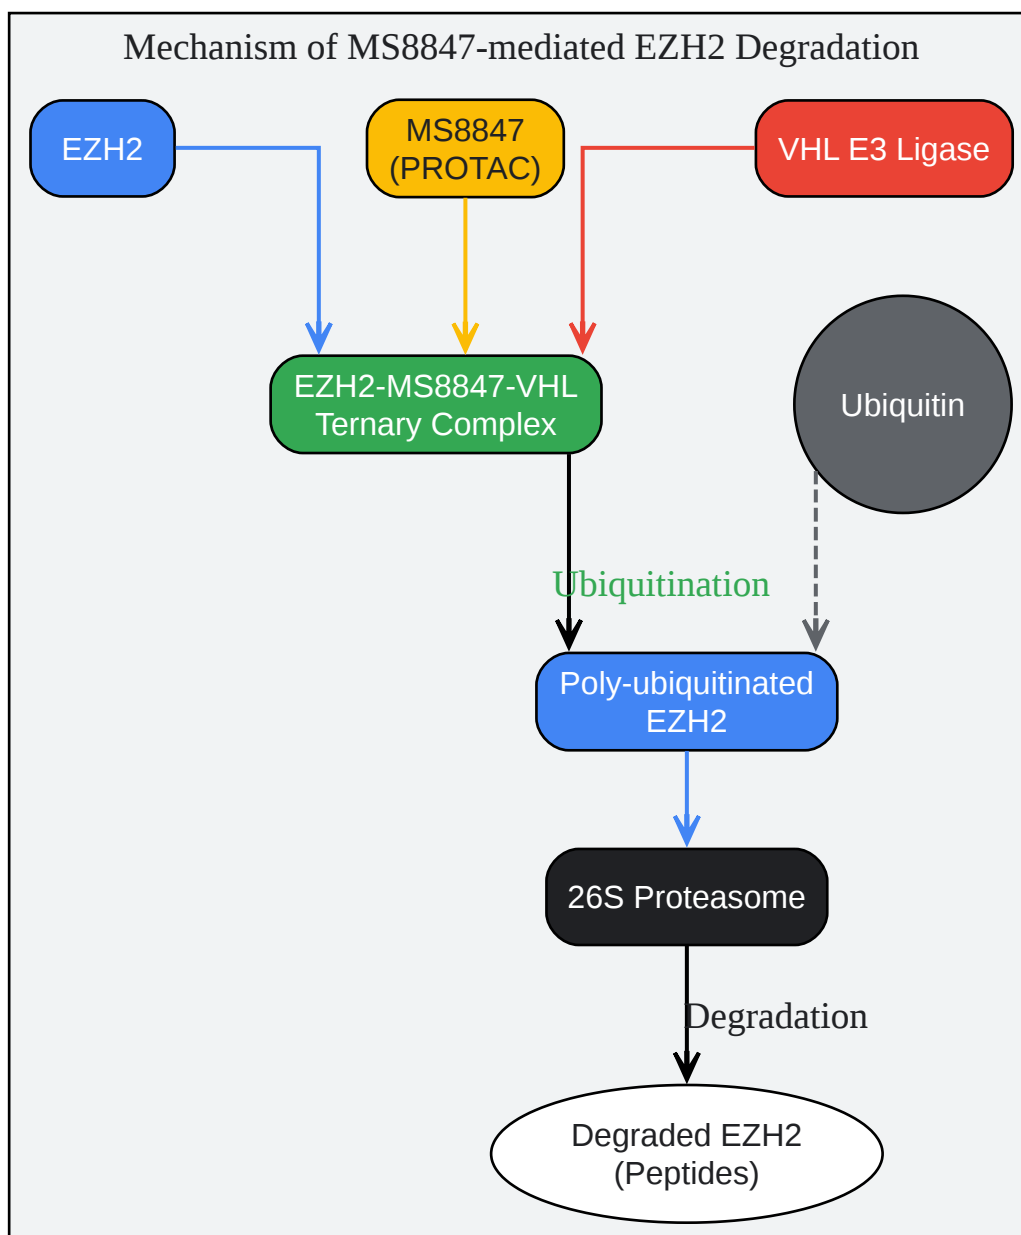 Mechanism of MS8847-mediated EZH2 Degradation
EZH2
MS8847
(PROTAC)
VHL E3 Ligase
EZH2-MS8847-VHL
Ternary Complex
Ubiquitin
Ubiquitination
Poly-ubiquitinated
EZH2
26S Proteasome
Degradation
Degraded EZH2
(Peptides)